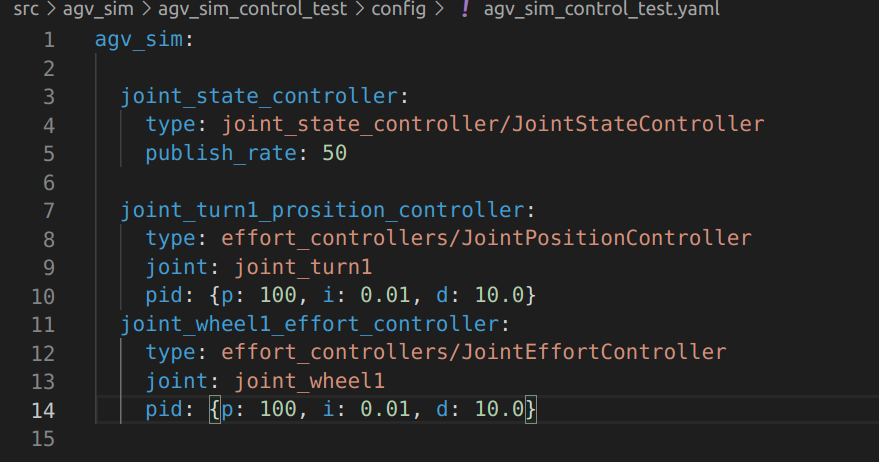 src > agv_sim > agv_sim_control_test > config > ! agv_sim_control_test.yaml
1 agv_sim:
2
3 joint_state_controller:
4 type: joint_state_controller/JointStateController
5 publish_rate: 50
6
7 joint_turn1_prosition_controller:
8 type: effort_controllers/JointPositionController
9 joint: joint_turn1
10 pid: {p: 100, i: 0.01, d: 10.0}
11 joint_wheel1_effort_controller:
12 type: effort_controllers/JointEffortController
13 joint: joint_wheel1
14 pid: {p: 100, i: 0.01, d: 10.0}
15